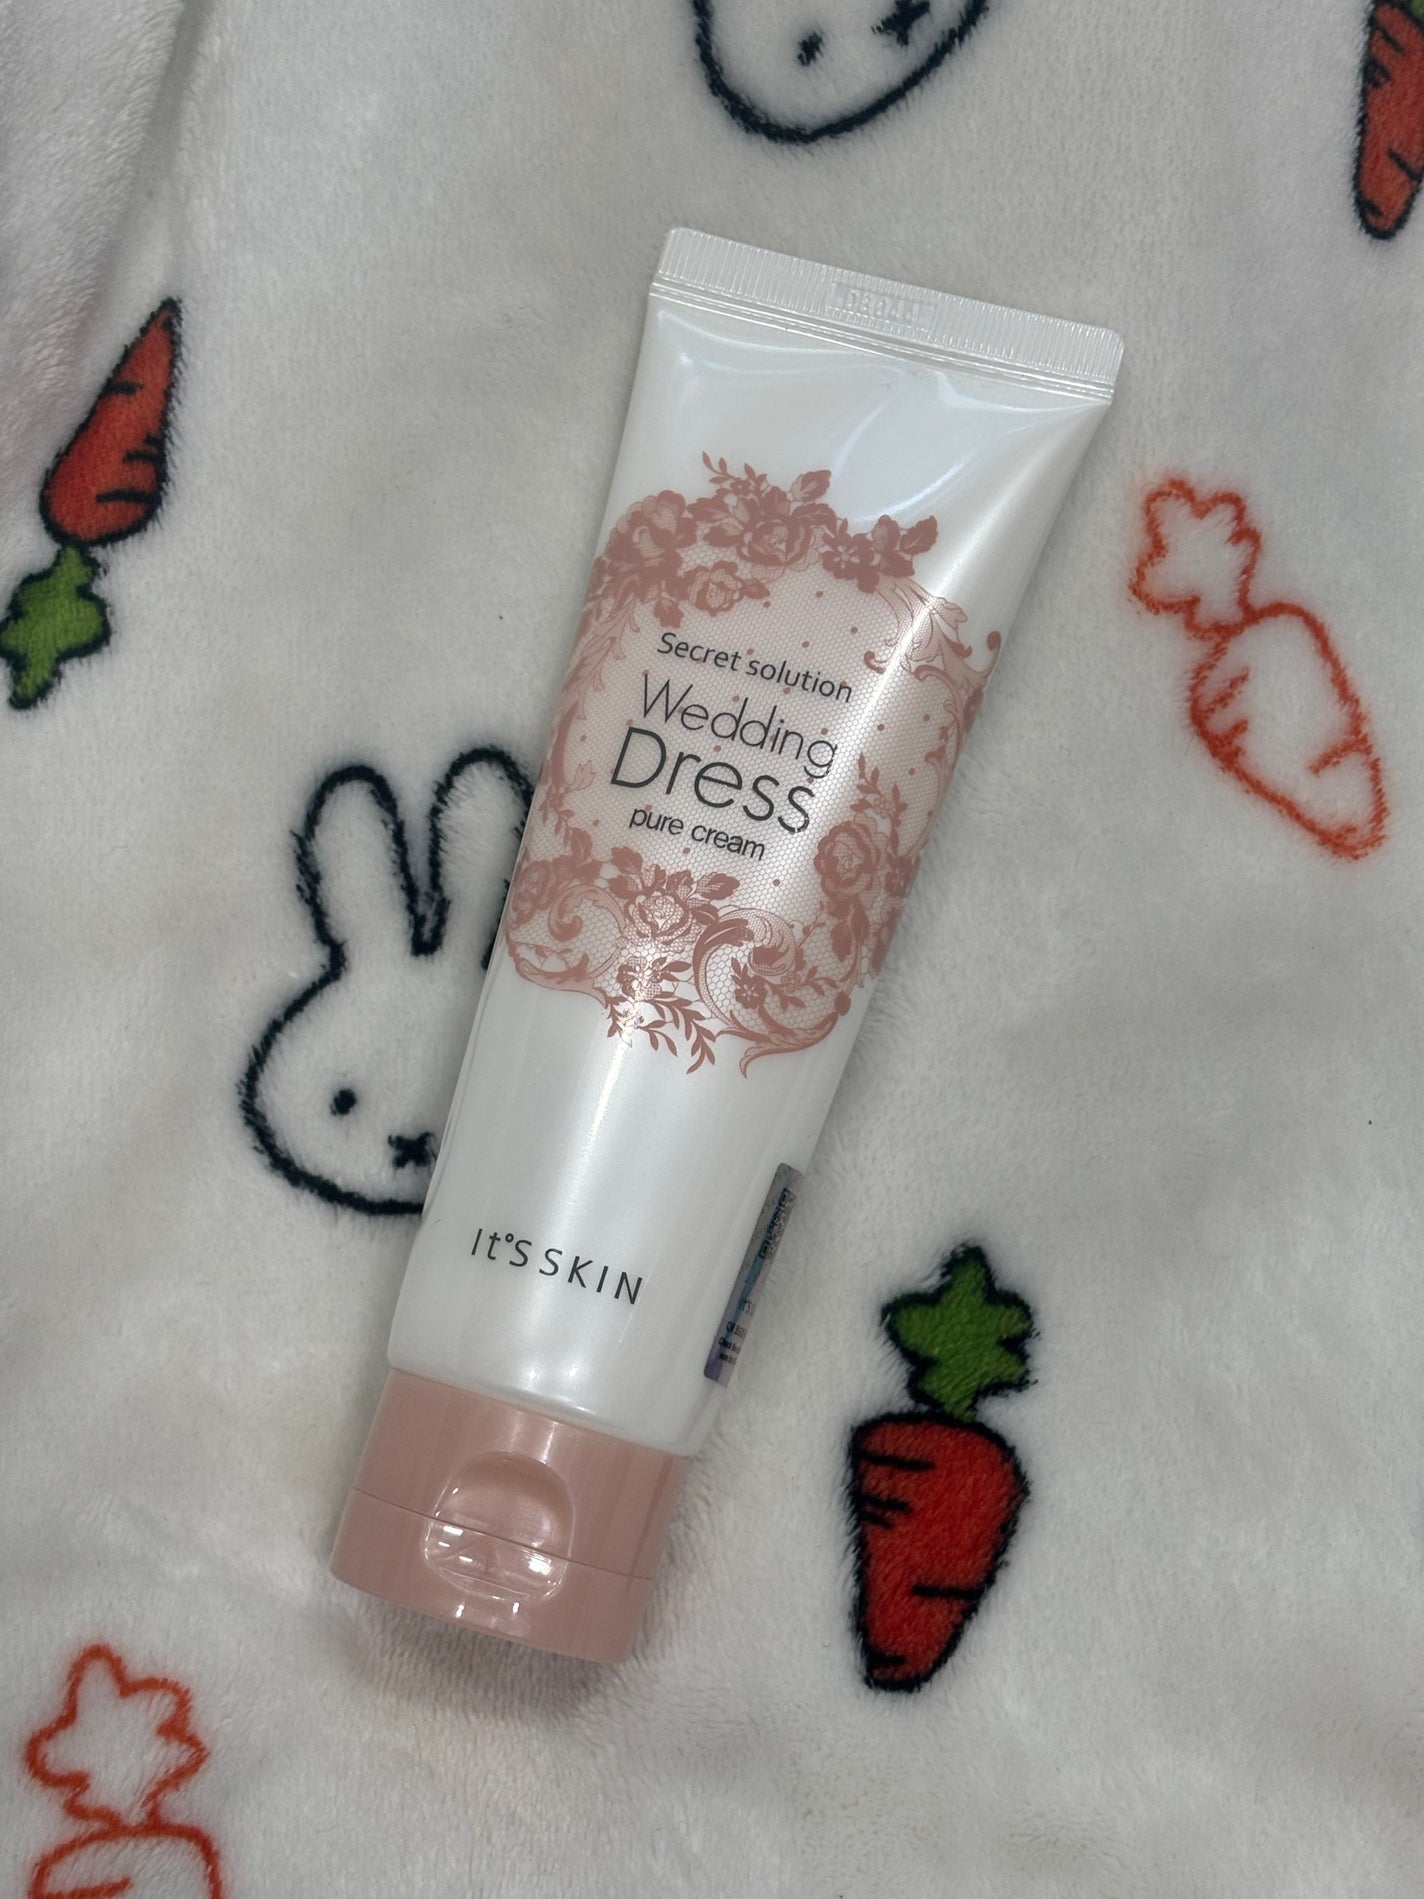 Secret solution
Wedding
Dress
pure cream
It'S SKIN